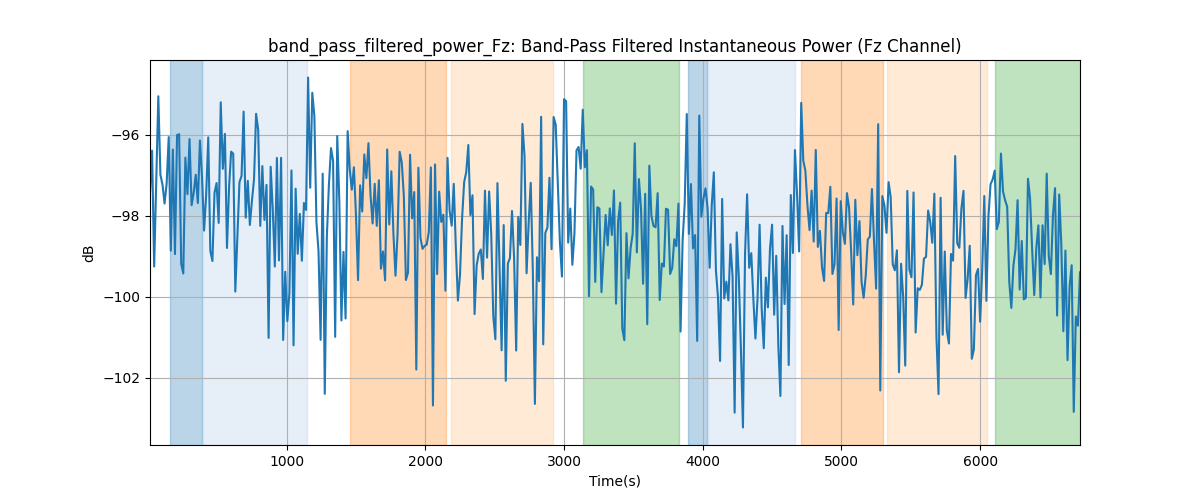 band_pass_filtered_power_Fz: Band-Pass Filtered Instantaneous Power (Fz Channel)
−96
−98
−100
−102
dB
1000 2000 3000 4000 5000 6000
Time(s)